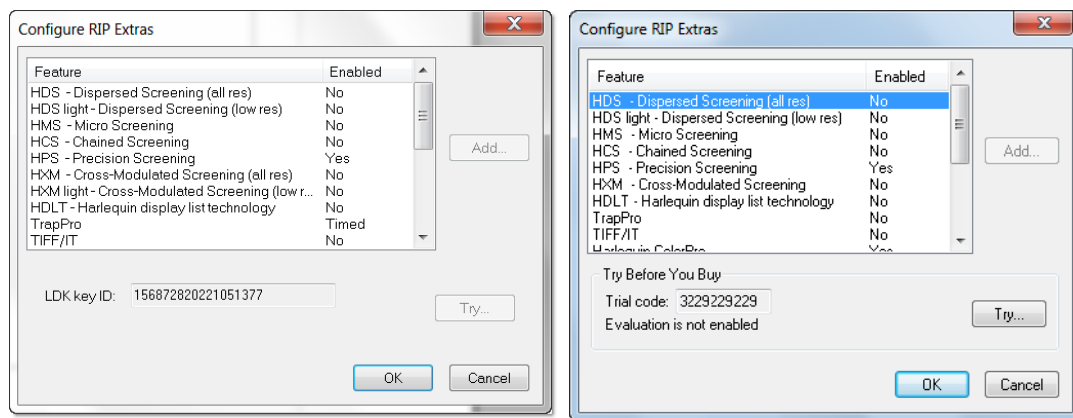 Configure RIP Extras
Feature Enabled
HDS - Dispersed Screening (all res) No
HDS light - Dispersed Screening (low res) No
HMS - Micro Screening No
HCS - Chained Screening No
HPS - Precision Screening Yes
HXM - Cross-Modulated Screening (all res) No
HXM light - Cross-Modulated Screening (low r... No
HDLT - Harlequin display list technology No
TrapPro Timed
TIFF/IT No
Add...
LDK key ID: 156872820221051377
Try...
OK Cancel
Configure RIP Extras
Feature Enabled
HDS - Dispersed Screening (all res) No
HDS light - Dispersed Screening (low res) No
HMS - Micro Screening No
HCS - Chained Screening No
HPS - Precision Screening Yes
HXM - Cross-Modulated Screening No
HDLT - Harlequin display list technology No
TrapPro No
TIFF/IT No
Harlequin ColorPro Yes
Add...
Try Before You Buy
Trial code: 3229229229
Evaluation is not enabled
Try...
OK Cancel